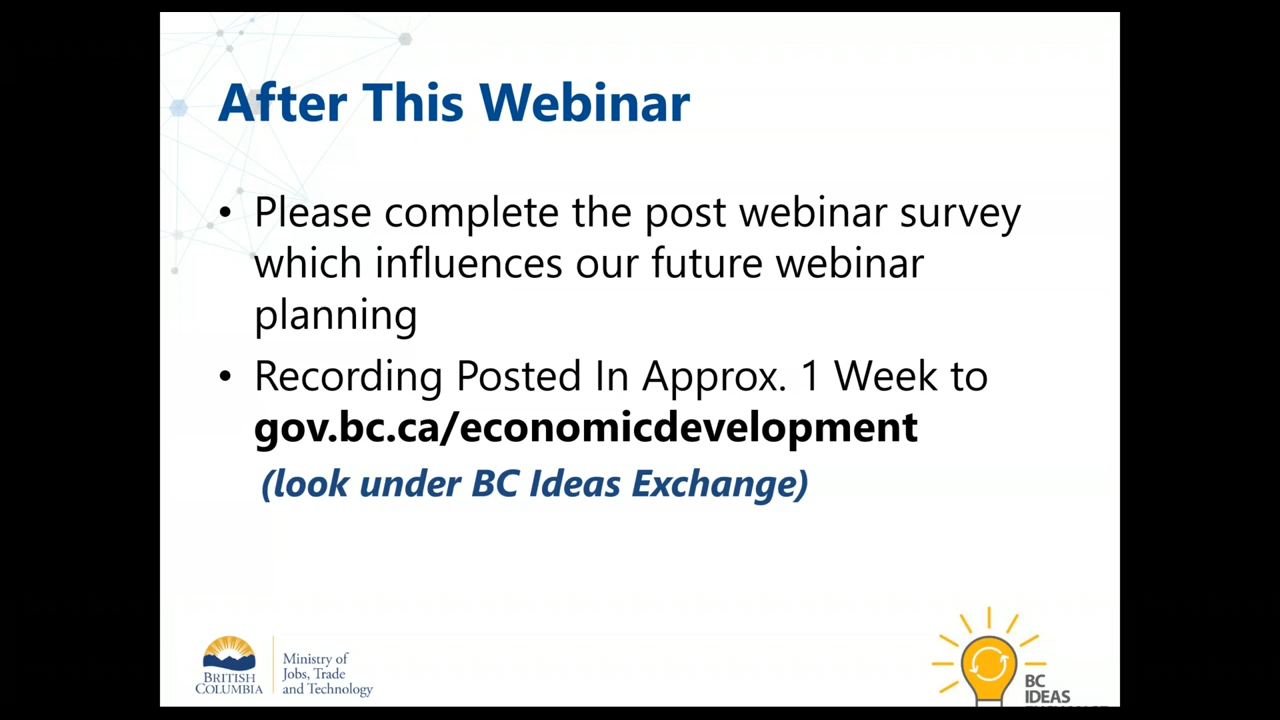 After This Webinar
• Please complete the post webinar survey
which influences our future webinar
planning
• Recording Posted In Approx. 1 Week to
gov.bc.ca/economicdevelopment
(look under BC Ideas Exchange)
BRITISH
COLUMBIA
Ministry of
Jobs, Trade
and Technology
BC
IDEAS